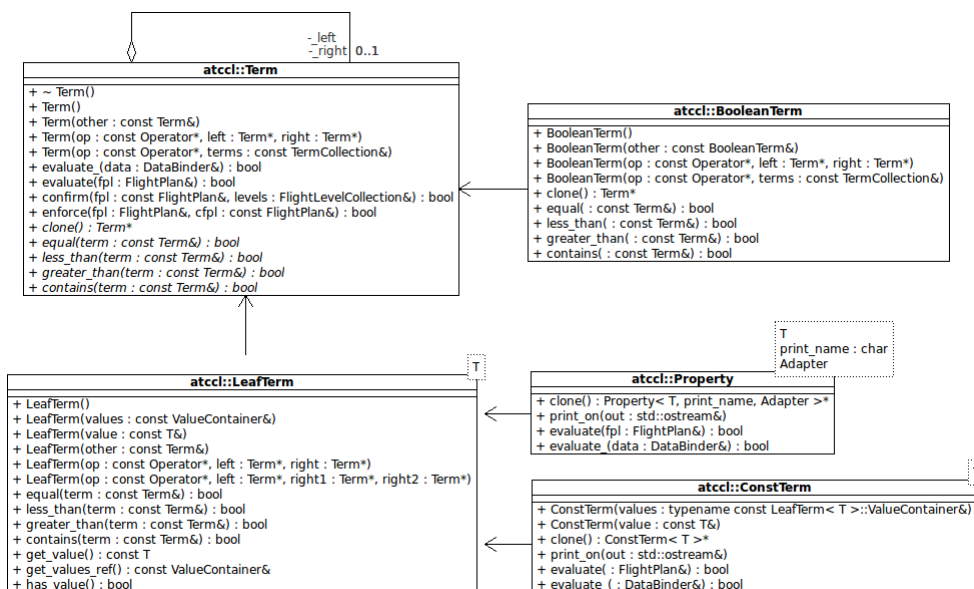 -_left
-_right 0..1
atccl::Term
+ ~ Term()
+ Term()
+ Term(other : const Term&)
+ Term(op : const Operator*, left : Term*, right : Term*)
+ Term(op : const Operator*, terms : const TermCollection&)
+ evaluate_(data : DataBinder&) : bool
+ evaluate(fpl : FlightPlan&) : bool
+ confirm(fpl : const FlightPlan&, levels : FlightLevelCollection&) : bool
+ enforce(fpl : FlightPlan&, cfpl : const FlightPlan&) : bool
+ clone() : Term*
+ equal(term : const Term&) : bool
+ less_than(term : const Term&) : bool
+ greater_than(term : const Term&) : bool
+ contains(term : const Term&) : bool
atccl::BooleanTerm
+ BooleanTerm()
+ BooleanTerm(other : const BooleanTerm&)
+ BooleanTerm(op : const Operator*, left : Term*, right : Term*)
+ BooleanTerm(op : const Operator*, terms : const TermCollection&)
+ clone() : Term*
+ equal( : const Term&) : bool
+ less_than( : const Term&) : bool
+ greater_than( : const Term&) : bool
+ contains( : const Term&) : bool
T
atccl::LeafTerm
+ LeafTerm()
+ LeafTerm(values : const ValueContainer&)
+ LeafTerm(value : const T&)
+ LeafTerm(other : const Term&)
+ LeafTerm(op : const Operator*, left : Term*, right : Term*)
+ LeafTerm(op : const Operator*, left : Term*, right1 : Term*, right2 : Term*)
+ equal(term : const Term&) : bool
+ less_than(term : const Term&) : bool
+ greater_than(term : const Term&) : bool
+ contains(term : const Term&) : bool
+ get_value() : const T
+ get_values_ref() : const ValueContainer&
+ has_value() : bool
T
print_name : char
Adapter
atccl::Property
+ clone() : Property< T, print_name, Adapter >*
+ print_on(out : std::ostream&)
+ evaluate(fpl : FlightPlan&) : bool
+ evaluate_(data : DataBinder&) : bool
atccl::ConstTerm
+ ConstTerm(values : typename const LeafTerm< T >::ValueContainer&)
+ ConstTerm(value : const T&)
+ clone() : ConstTerm< T >*
+ print_on(out : std::ostream&)
+ evaluate( : FlightPlan&) : bool
+ evaluate_( : DataBinder&) : bool